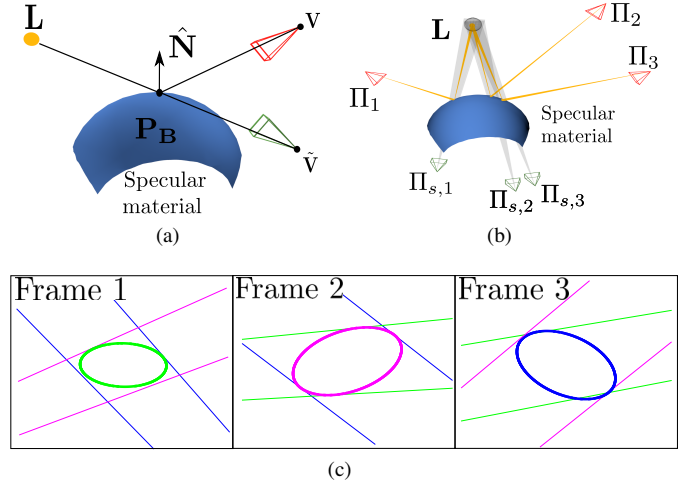 L
N̂
V
P_B
ṽ
Specular
material
(a)
L
Π_1
Π_2
Π_3
Specular
material
Π_{s,1}
Π_{s,2}
Π_{s,3}
(b)
Frame 1
Frame 2
Frame 3
(c)